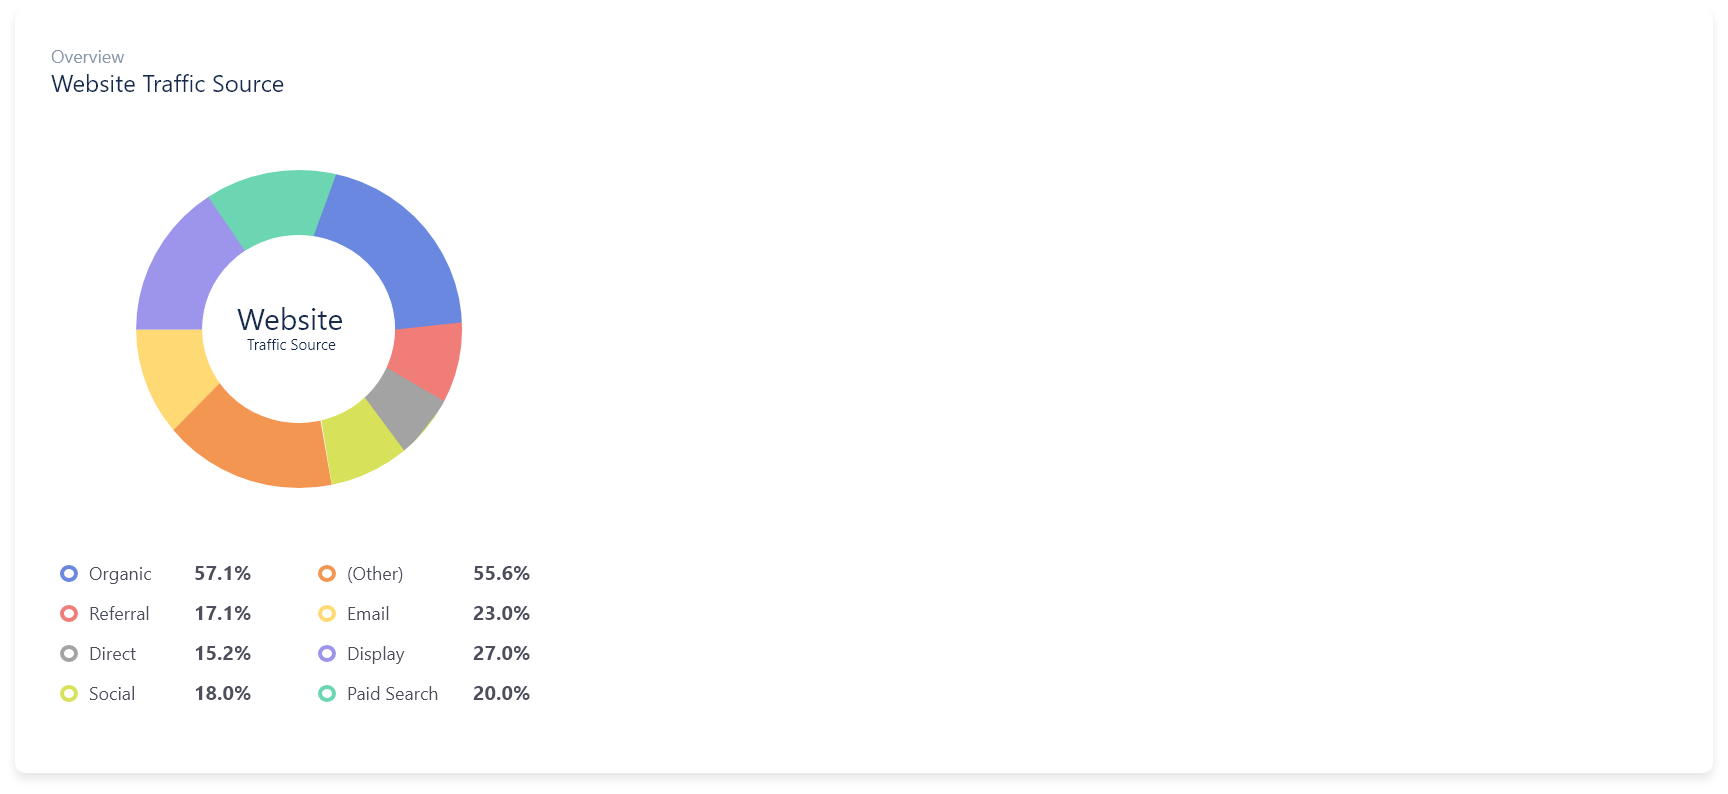 Overview
Website Traffic Source
Website
Traffic Source
Organic 57.1% (Other) 55.6%
Referral 17.1% Email 23.0%
Direct 15.2% Display 27.0%
Social 18.0% Paid Search 20.0%